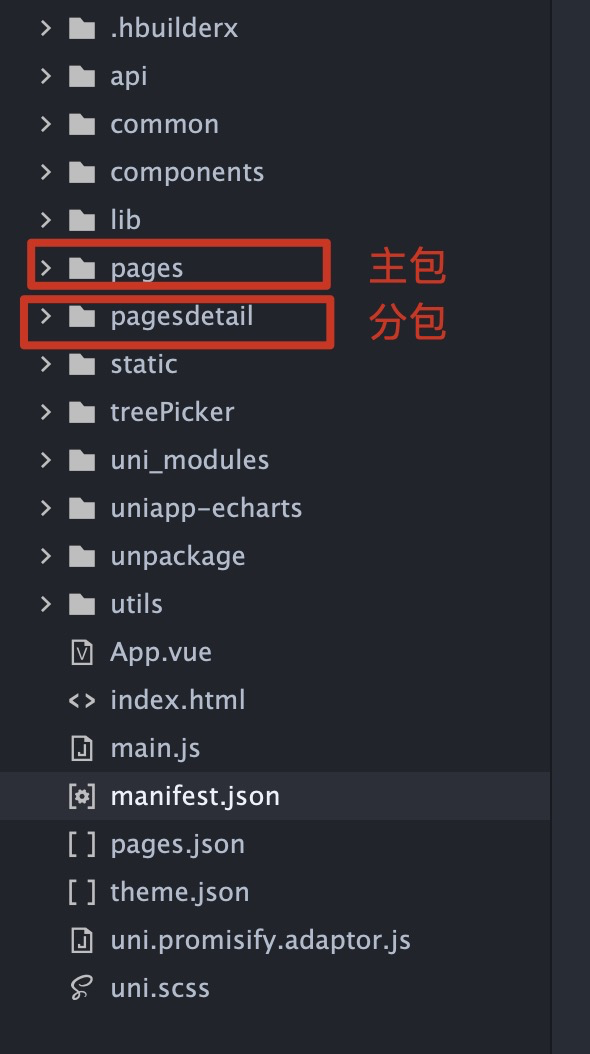 .hbuilderx
api
common
components
lib
pages 主包
pagesdetail 分包
static
treePicker
uni_modules
uniapp-echarts
unpackage
utils
App.vue
index.html
main.js
manifest.json
pages.json
theme.json
uni.promisify.adaptor.js
uni.scss